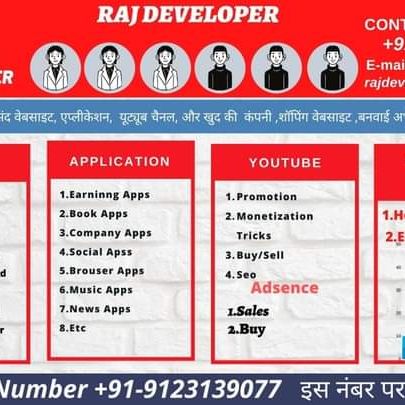 RAJ DEVELOPER
CONT
+9
E-mai
rajdev
ER
वेबसाइट, एप्लीकेशन, यूट्यूब चैनल, और खुद की कंपनी ,शॉपिंग वेबसाइट ,बनवाई
APPLICATION
1.Earninng Apps
2.Book Apps
3.Company Apps
4.Social Apss
5.Brouser Apps
6.Music Apps
7.News Apps
8.Etc
YOUTUBE
1.Promotion
2.Monetization
Tricks
3.Buy/Sell
4.Seo
Adsence
1.Sales
2.Buy
d
r
1.H
2.E
Number +91-9123139077 इस नंबर पर